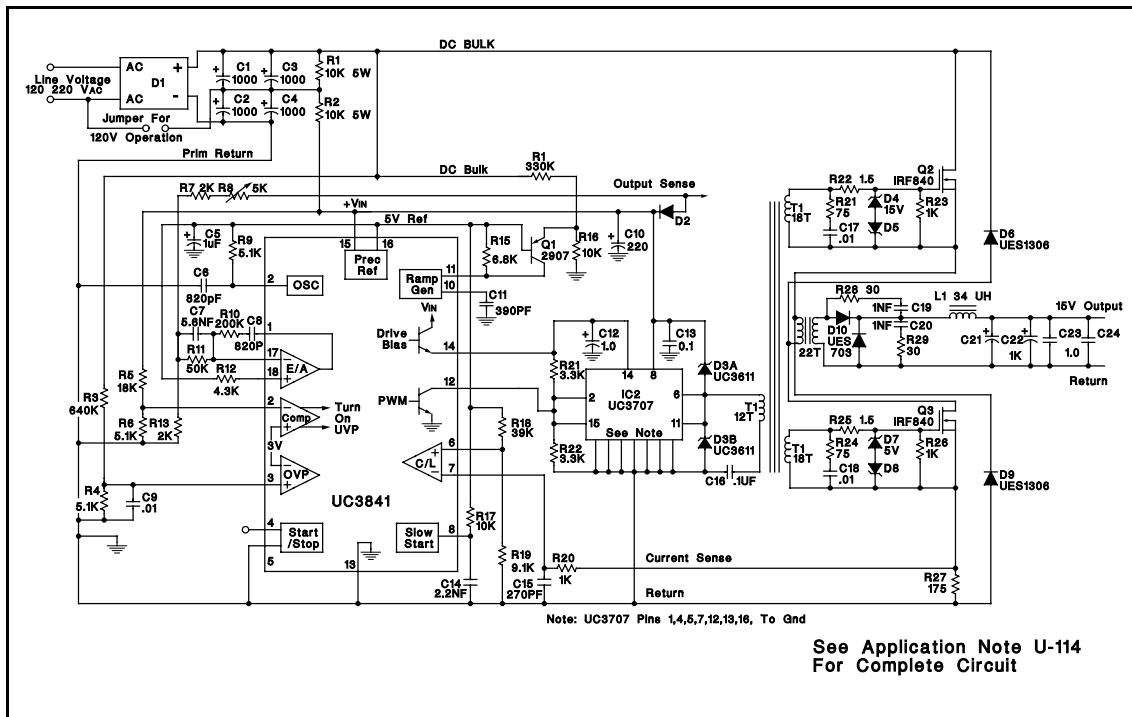 DC BULK
AC
D1
+
AC
-
Line Voltage
120 220 VAC
Jumper For
120V Operation
+
C1
1000
+
C3
1000
R1
10K 5W
+
C2
1000
+
C4
1000
R2
10K 5W
Prim Return
DC Bulk
R1
330K
R7 2K
R8
5K
Output Sense
+VIN
5V Ref
D2
+
C5
1uF
R9
5.1K
15
16
Prec
Ref
R15
6.8K
Q1
2907
R16
10K
+
C10
220
C6
820pF
2
OSC
11
10
Ramp
Gen
C11
390PF
C7
5.6NF
R10
200K
C8
820P
1
VIN
Drive
Bias
14
R11
50K
17
18
-
E/A
+
R12
4.3K
R5
18K
R3
640K
R6
5.1K
R13
2K
2
-
Comp
+
Turn
On
UVP
3V
-
OVP
+
3
PWM
12
6
7
+
C/L
-
UC3841
R4
5.1K
C9
.01
4
Start
/Stop
5
13
Slow
Start
8
R17
10K
R18
39K
R19
9.1K
C14
2.2NF
C15
270PF
R20
1K
Current Sense
Return
+
C12
1.0
C13
0.1
R21
3.3K
R22
3.3K
14
8
IC2
UC3707
2
15
6
11
See Note
D3A
UC3611
D3B
UC3611
T1
12T
C16
.1UF
T1
18T
R22 1.5
R21
75
C17
.01
D4
15V
D5
R23
1K
Q2
IRF840
D6
UES1306
22T
R28 30
D10
UES
703
1NF
C19
1NF
C20
R29
30
L1 34 UH
15V Output
+
C21
+
C22
1K
C23
1.0
C24
Return
T1
18T
R25 1.5
R24
75
C18
.01
D7
5V
D8
R26
1K
Q3
IRF840
D9
UES1306
R27
175
Note: UC3707 Pins 1,4,5,7,12,13,16, To Gnd
See Application Note U-114
For Complete Circuit